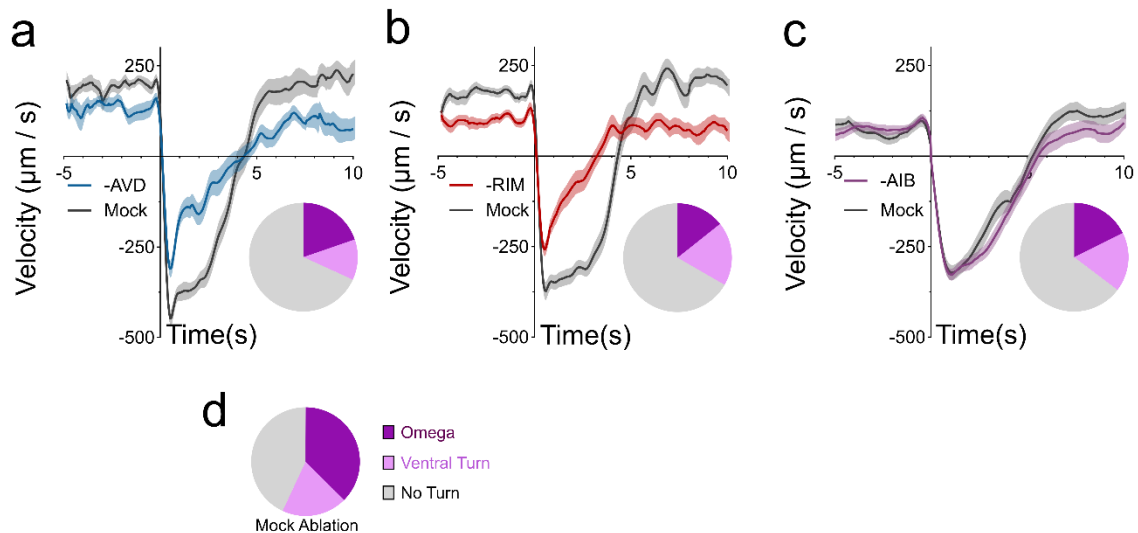 a
250
-5
5
10
-AVD
Mock
-250
-500
Velocity (µm / s)
Time(s)
b
250
-5
5
10
-RIM
Mock
-250
-500
Velocity (µm / s)
Time(s)
c
250
-5
5
10
-AIB
Mock
-250
-500
Velocity (µm / s)
Time(s)
d
Omega
Ventral Turn
No Turn
Mock Ablation